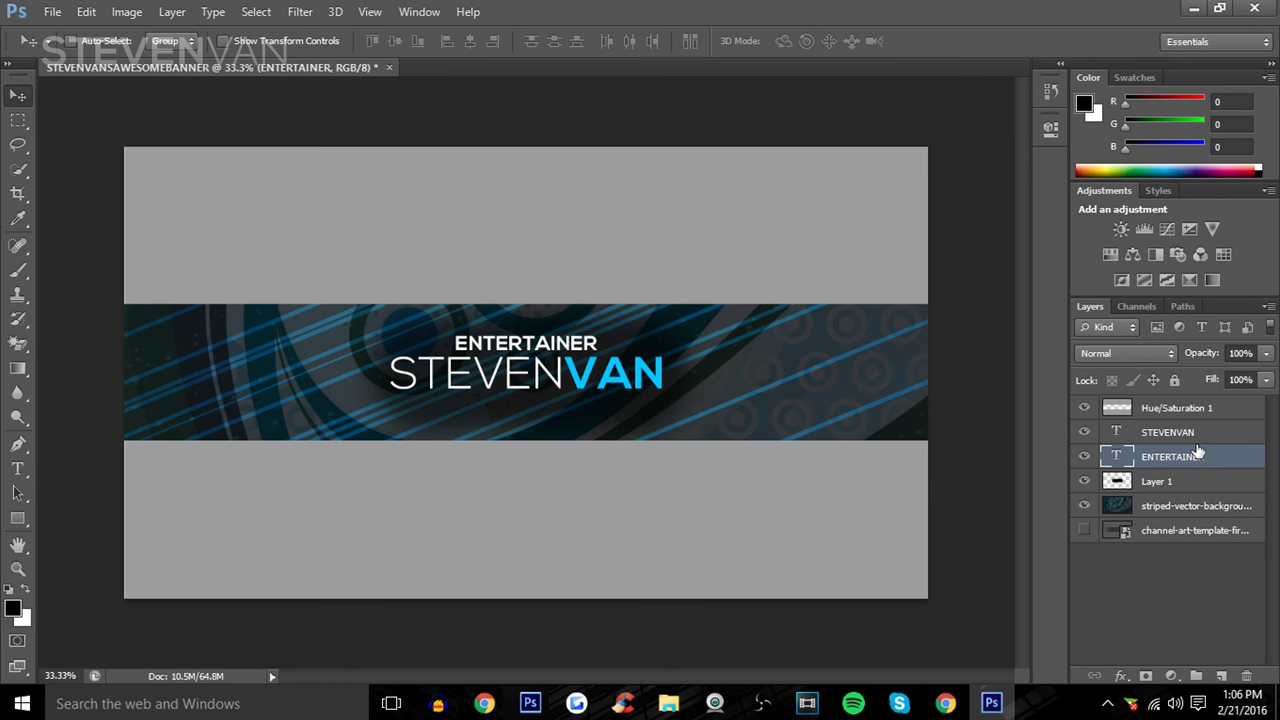 Ps File Edit Image Layer Type Select Filter 3D View Window Help
STEVENVAN
Auto-Select: Group Show Transform Controls 3D Mode: Essentials
STEVENVANSAWESOMEBANNER @ 33.3% (ENTERTAINER, RGB/8) * ×
Color Swatches
R 0
G 0
B 0
Adjustments Styles
Add an adjustment
Layers Channels Paths
Kind
Normal Opacity: 100%
Lock: Fill: 100%
Hue/Saturation 1
T STEVENVAN
T ENTERTAINER
Layer 1
striped-vector-backgrou...
channel-art-template-fir...
ENTERTAINER
STEVENVAN
33.33% Doc: 10.5M/64.8M
fx
Search the web and Windows
Ps
Ps
1:06 PM
2/21/2016